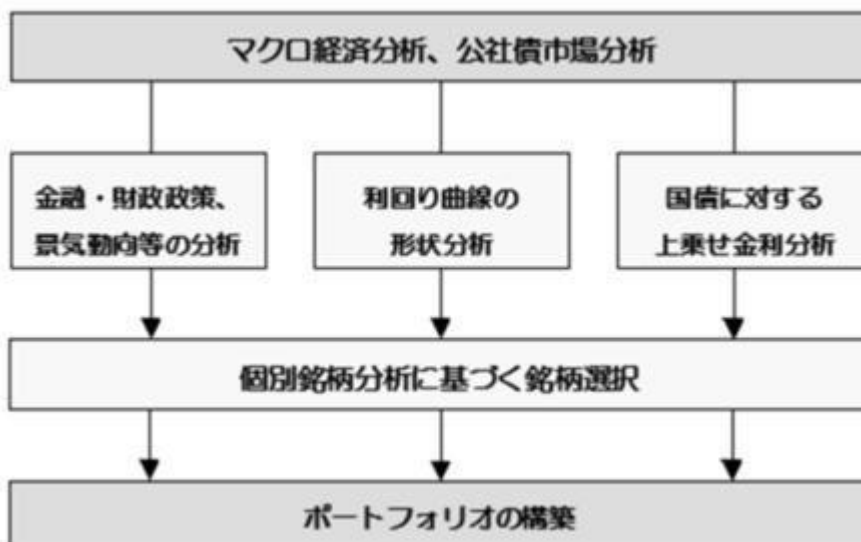 マクロ経済分析、公社債市場分析
金融・財政政策、
景気動向等の分析
利回り曲線の
形状分析
国債に対する
上乗せ金利分析
個別銘柄分析に基づく銘柄選択
ポートフォリオの構築